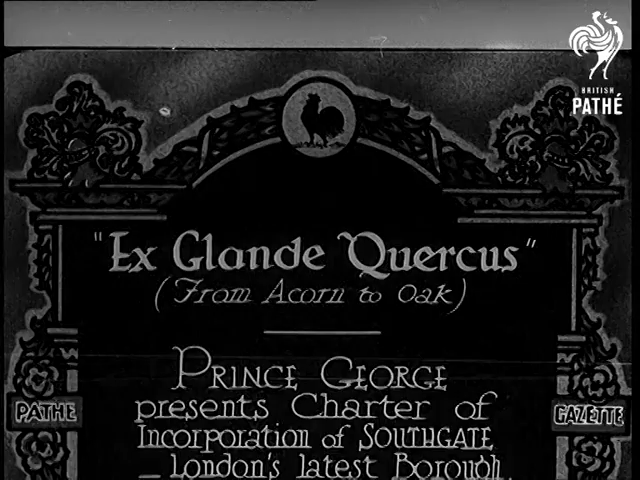 BRITISH
PATHÉ
"Ex Glande Quercus"
(From Acorn to Oak)
PRINCE GEORGE
presents Charter of
Incorporation of SOUTHGATE
— London's latest Borough.
PATHE
GAZETTE